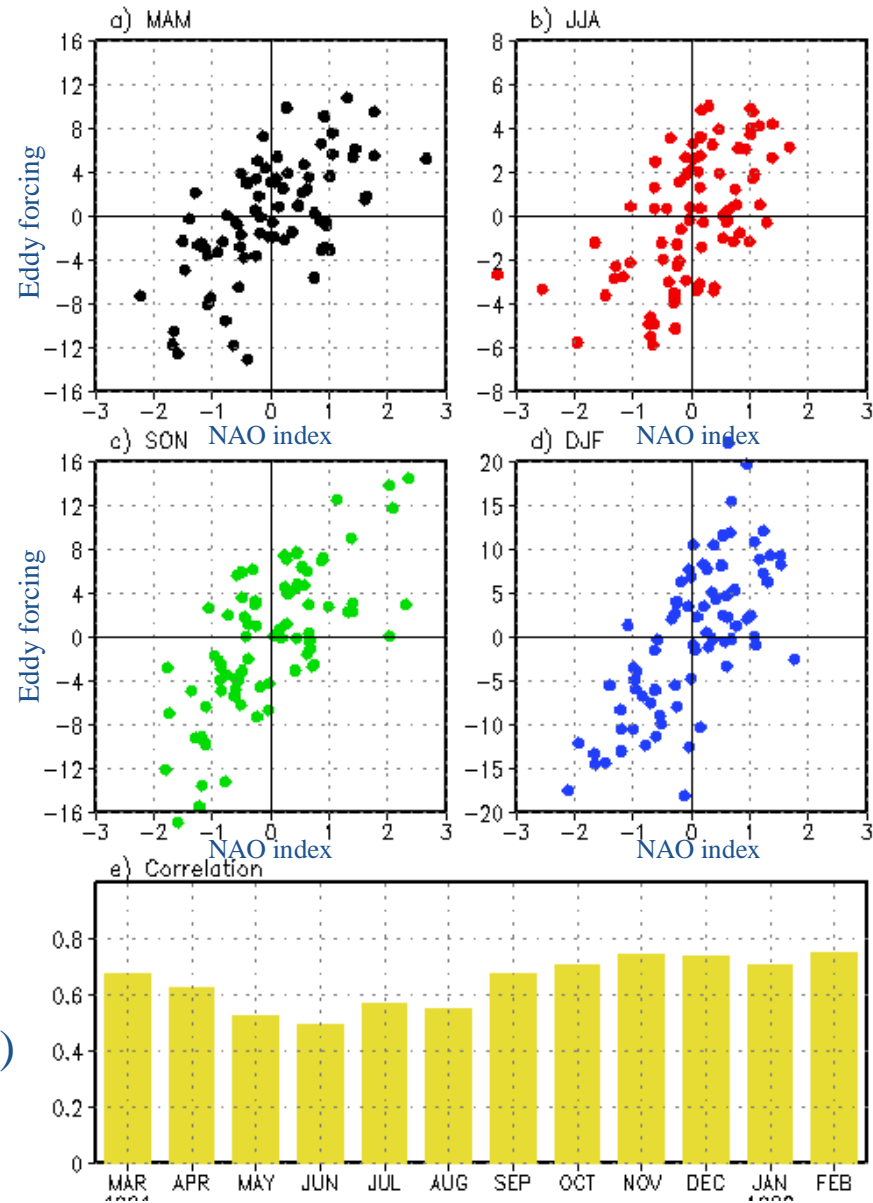 a) MAM
16
12
8
4
0
−4
−8
−12
−16
Eddy forcing
−3 −2 −1 0 1 2 3
NAO index
b) JJA
8
6
4
2
0
−2
−4
−6
−8
−3 −2 −1 0 1 2 3
NAO index
c) SON
16
12
8
4
0
−4
−8
−12
−16
Eddy forcing
−3 −2 −1 0 1 2 3
NAO index
d) DJF
20
15
10
5
0
−5
−10
−15
−20
−3 −2 −1 0 1 2 3
NAO index
e) Correlation
0.8
0.6
0.4
0.2
0
)
MAR APR MAY JUN JUL AUG SEP OCT NOV DEC JAN FEB